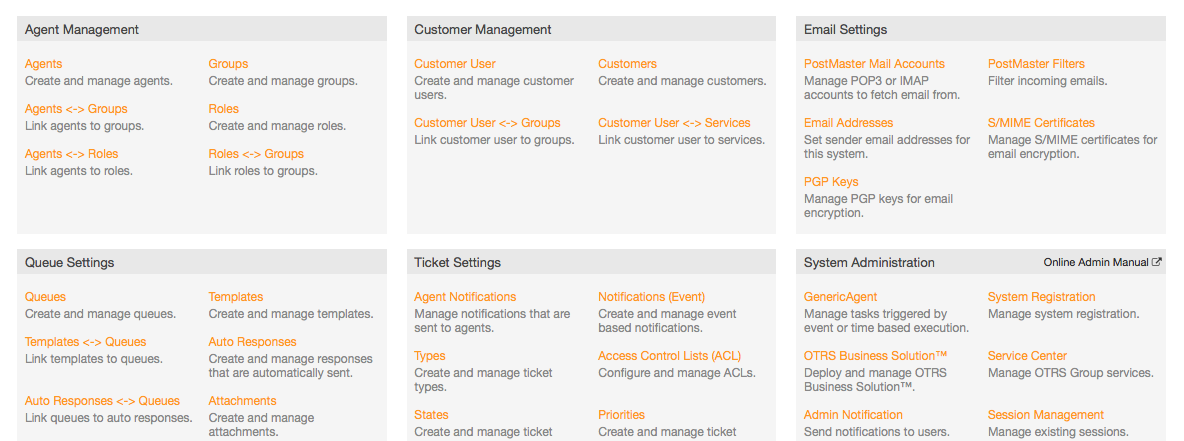 Agent Management
Agents
Create and manage agents.
Groups
Create and manage groups.
Agents <-> Groups
Link agents to groups.
Roles
Create and manage roles.
Agents <-> Roles
Link agents to roles.
Roles <-> Groups
Link roles to groups.
Customer Management
Customer User
Create and manage customer
users.
Customers
Create and manage customers.
Customer User <-> Groups
Link customer user to groups.
Customer User <-> Services
Link customer user to services.
Email Settings
PostMaster Mail Accounts
Manage POP3 or IMAP
accounts to fetch email from.
PostMaster Filters
Filter incoming emails.
Email Addresses
Set sender email addresses for
this system.
S/MIME Certificates
Manage S/MIME certificates for
email encryption.
PGP Keys
Manage PGP keys for email
encryption.
Queue Settings
Queues
Create and manage queues.
Templates
Create and manage templates.
Templates <-> Queues
Link templates to queues.
Auto Responses
Create and manage responses
that are automatically sent.
Auto Responses <-> Queues
Link queues to auto responses.
Attachments
Create and manage
attachments.
Ticket Settings
Agent Notifications
Manage notifications that are
sent to agents.
Notifications (Event)
Create and manage event
based notifications.
Types
Create and manage ticket
types.
Access Control Lists (ACL)
Configure and manage ACLs.
States
Create and manage ticket
Priorities
Create and manage ticket
System Administration
Online Admin Manual
GenericAgent
Manage tasks triggered by
event or time based execution.
System Registration
Manage system registration.
OTRS Business Solution™
Deploy and manage OTRS
Business Solution™.
Service Center
Manage OTRS Group services.
Admin Notification
Send notifications to users.
Session Management
Manage existing sessions.